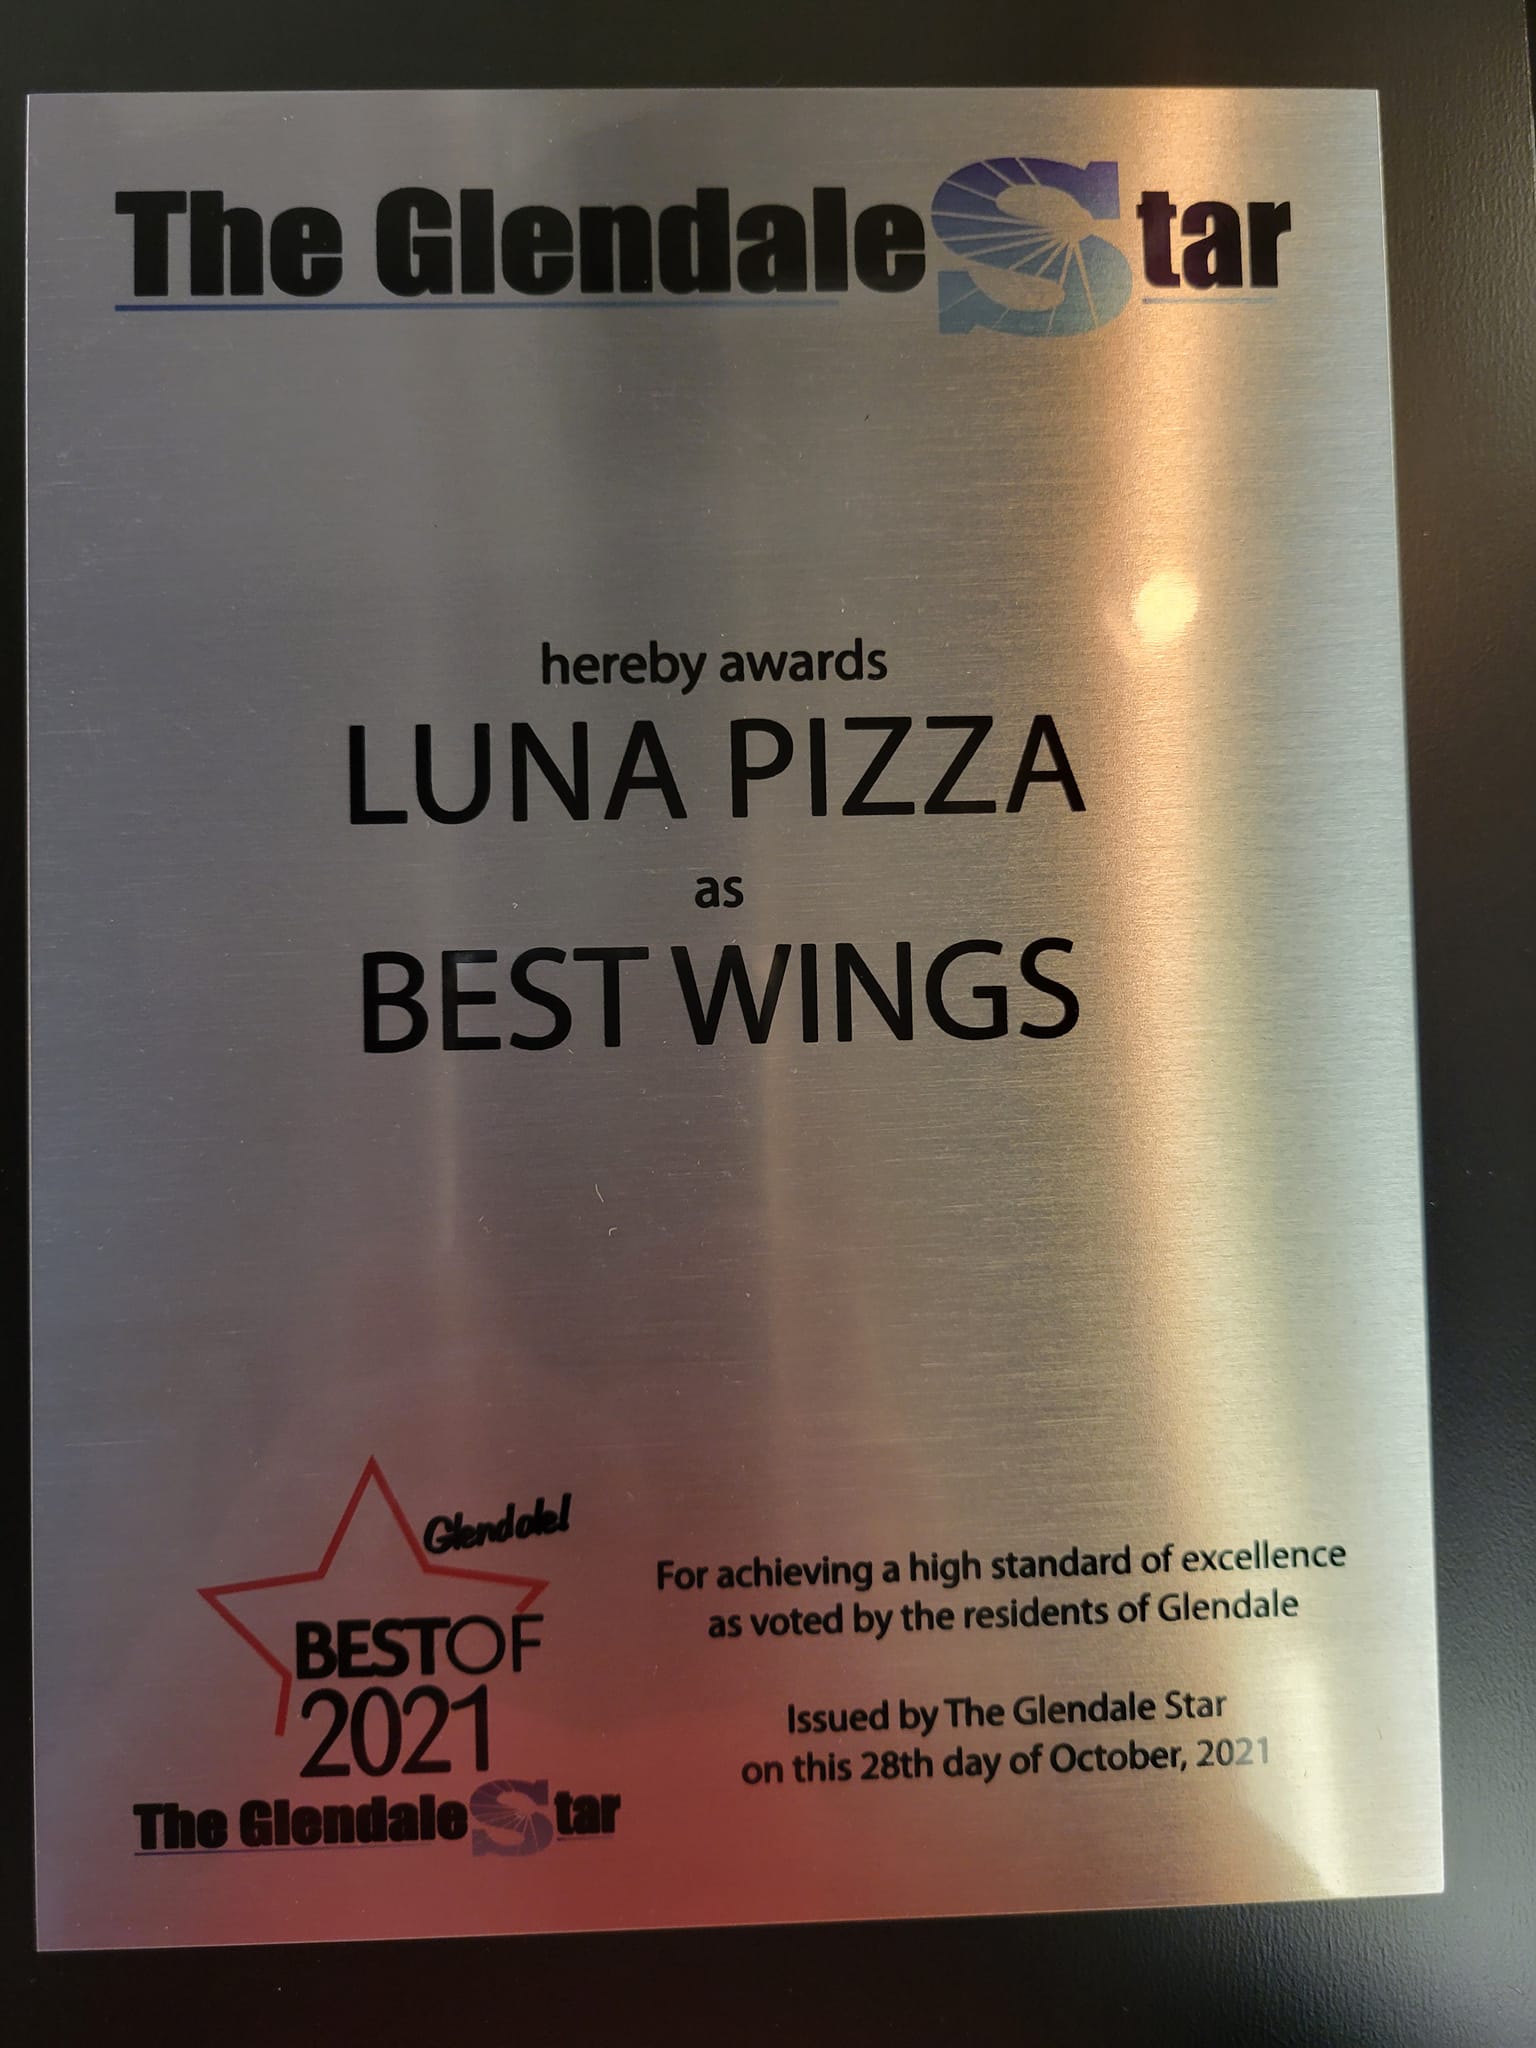 The Glendale Star
hereby awards
LUNA PIZZA
as
BEST WINGS
Glendale!
BESTOF
2021
The Glendale Star
For achieving a high standard of excellence
as voted by the residents of Glendale
Issued by The Glendale Star
on this 28th day of October, 2021